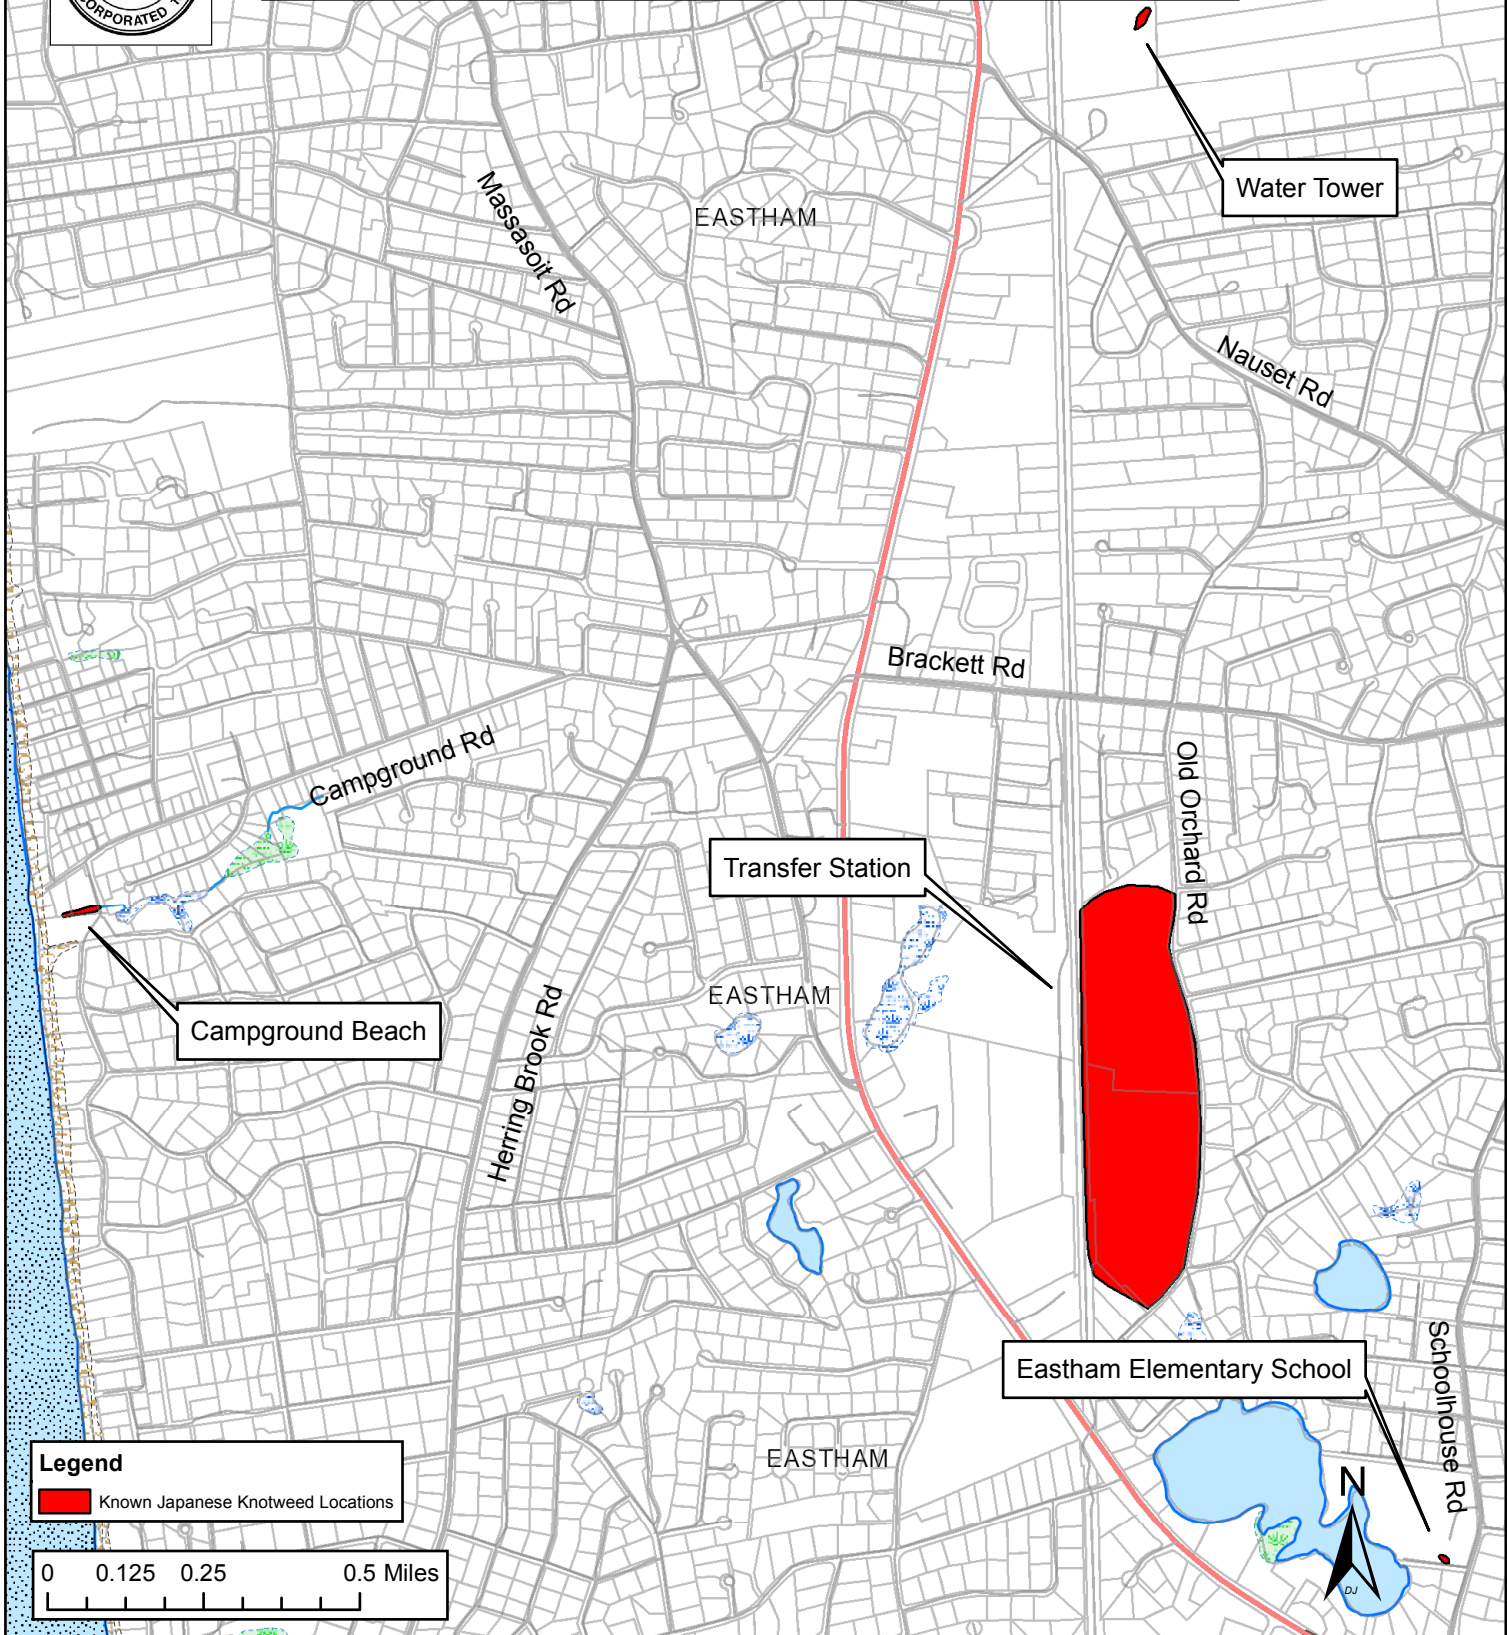 CORPORATED
Water Tower
EASTHAM
Massasoit Rd
Nauset Rd
Brackett Rd
Campground Rd
Old Orchard Rd
Transfer Station
EASTHAM
Campground Beach
Herring Brook Rd
Eastham Elementary School
Schoolhouse Rd
EASTHAM
Legend
Known Japanese Knotweed Locations
N
DJ
0 0.125 0.25 0.5 Miles